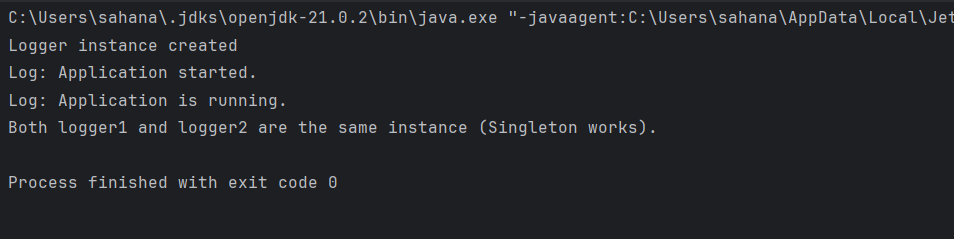 C:\Users\sahana\.jdks\openjdk-21.0.2\bin\java.exe "-javaagent:C:\Users\sahana\AppData\Local\Jet
Logger instance created
Log: Application started.
Log: Application is running.
Both logger1 and logger2 are the same instance (Singleton works).
Process finished with exit code 0